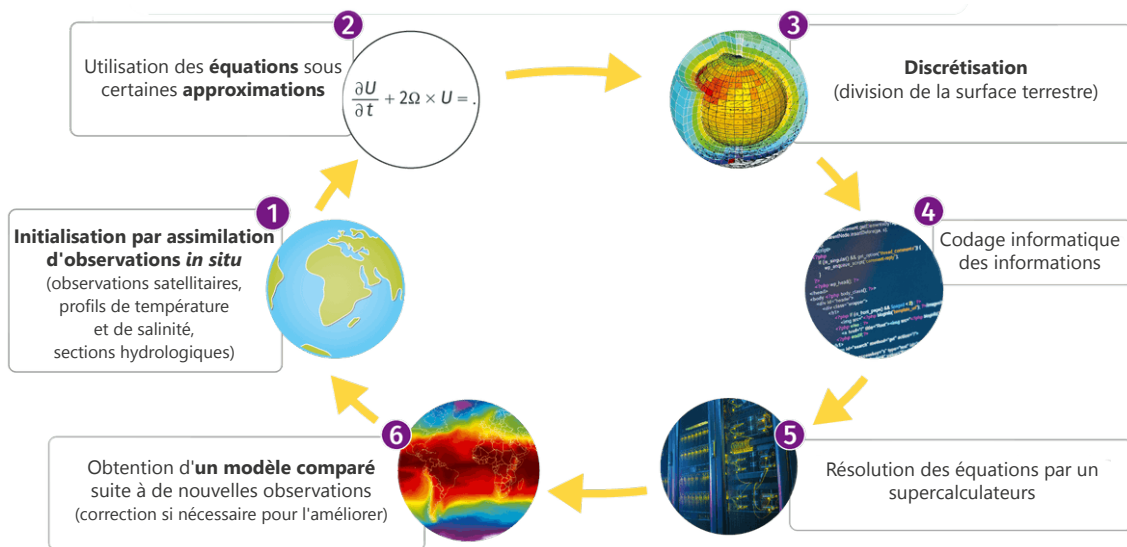 1
Initialisation par assimilation
d'observations in situ
(observations satellitaires,
profils de température
et de salinité,
sections hydrologiques)
2
Utilisation des équations sous
certaines approximations
∂U/∂t + 2Ω × U = .
3
Discrétisation
(division de la surface terrestre)
4
Codage informatique
des informations
5
Résolution des équations par un
supercalculateurs
6
Obtention d'un modèle comparé
suite à de nouvelles observations
(correction si nécessaire pour l'améliorer)